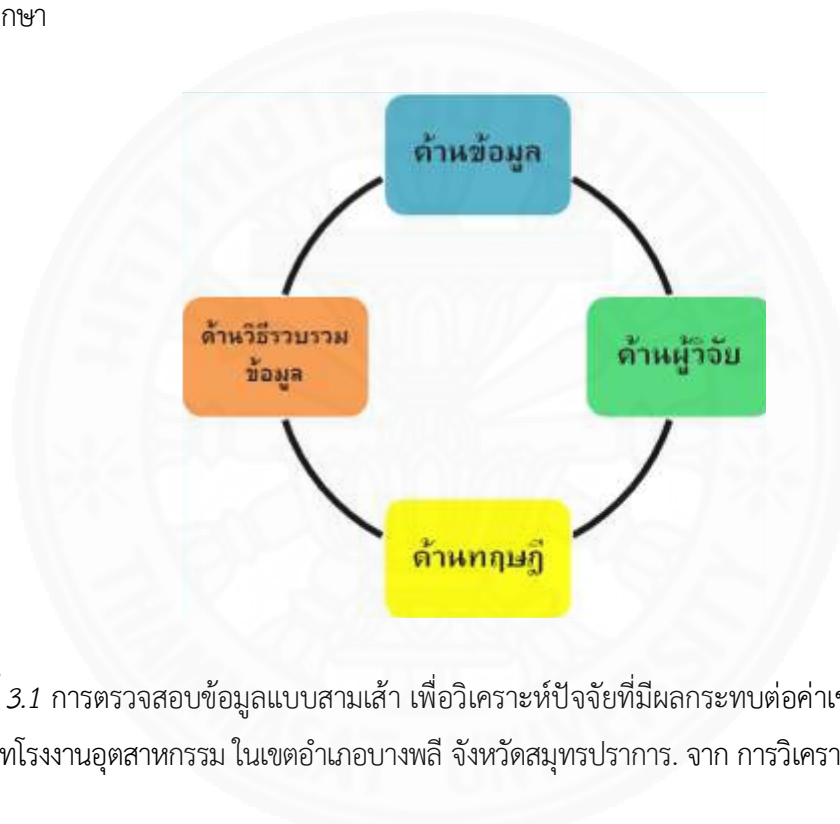 กษา
ด้านข้อมูล
ด้านวิธีรวบรวม
ข้อมูล
ด้านผู้วิจัย
ด้านทฤษฎี
3.1 การตรวจสอบข้อมูลแบบสามเส้า เพื่อวิเคราะห์ปัจจัยที่มีผลกระทบต่อค่าเช
ทโรงงานอุตสาหกรรม ในเขตอำเภอบางพลี จังหวัดสมุทรปราการ. จาก การวิเครา